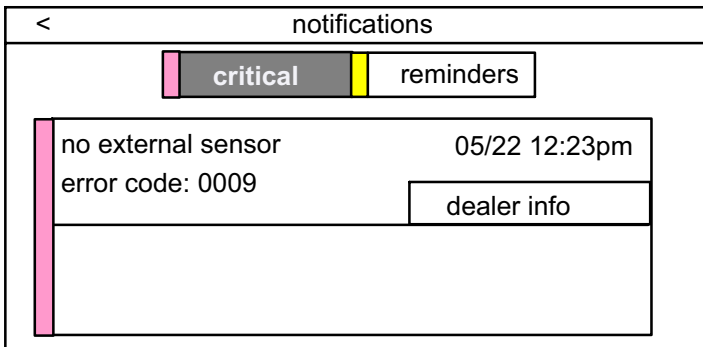 < notifications
critical reminders
no external sensor 05/22 12:23pm
error code: 0009
dealer info